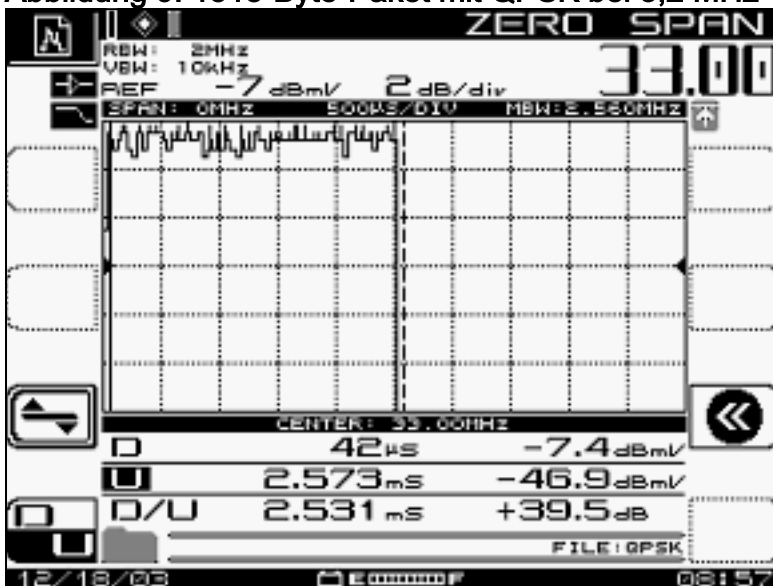 ZERO SPAN
RBW: 2MHz
VBW: 10kHz
REF -7 dBmV 2 dB/div 33.00
SPAN: 0MHz 500µS/DIV MBW:2.560MHz
CENTER: 33.00MHz
D 42µS -7.4dBmV
U 2.573mS -46.9dBmV
D/U 2.531mS +39.5dB
D
U
FILE:QPSK
12/18/03 E F 08:57